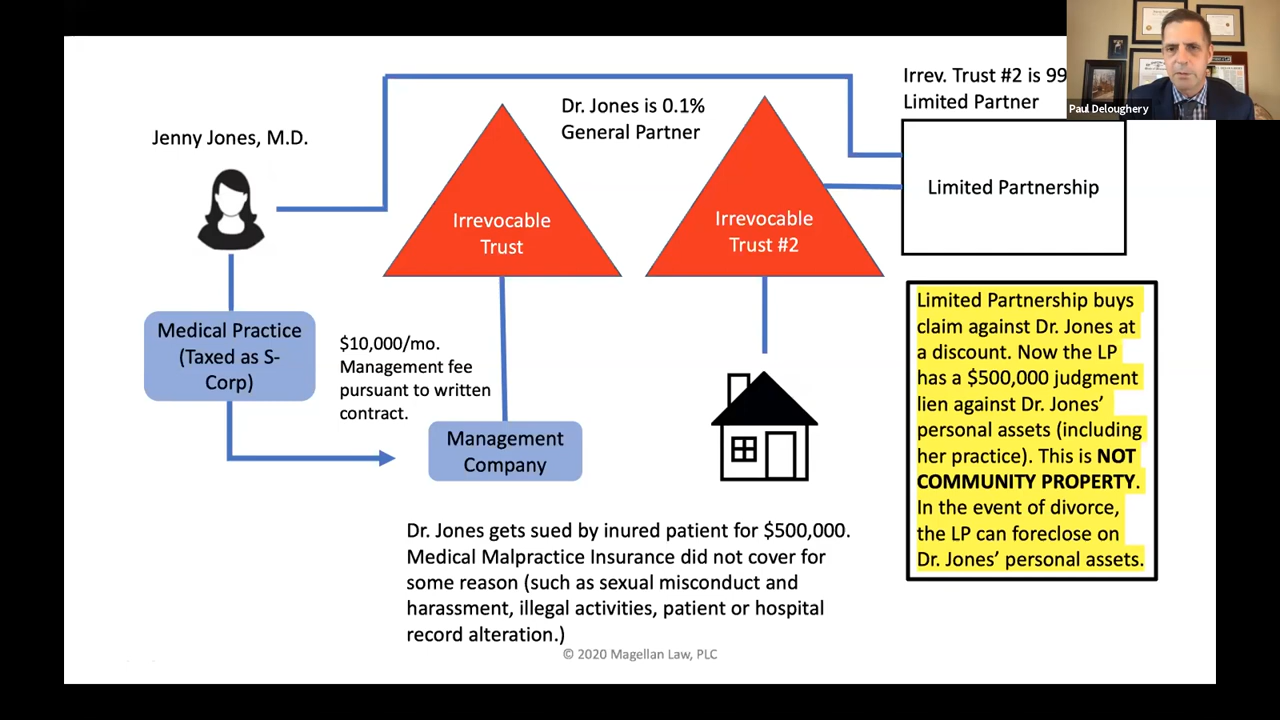 Jenny Jones, M.D.
Dr. Jones is 0.1%
General Partner
Irrev. Trust #2 is 99
Limited Partner
Paul Deloughery
Limited Partnership
Irrevocable
Trust
Irrevocable
Trust #2
Medical Practice
(Taxed as S-
Corp)
$10,000/mo.
Management fee
pursuant to written
contract.
Management
Company
Limited Partnership buys
claim against Dr. Jones at
a discount. Now the LP
has a $500,000 judgment
lien against Dr. Jones’
personal assets (including
her practice). This is NOT
COMMUNITY PROPERTY.
In the event of divorce,
the LP can foreclose on
Dr. Jones’ personal assets.
Dr. Jones gets sued by inured patient for $500,000.
Medical Malpractice Insurance did not cover for
some reason (such as sexual misconduct and
harassment, illegal activities, patient or hospital
record alteration.)
© 2020 Magellan Law, PLC